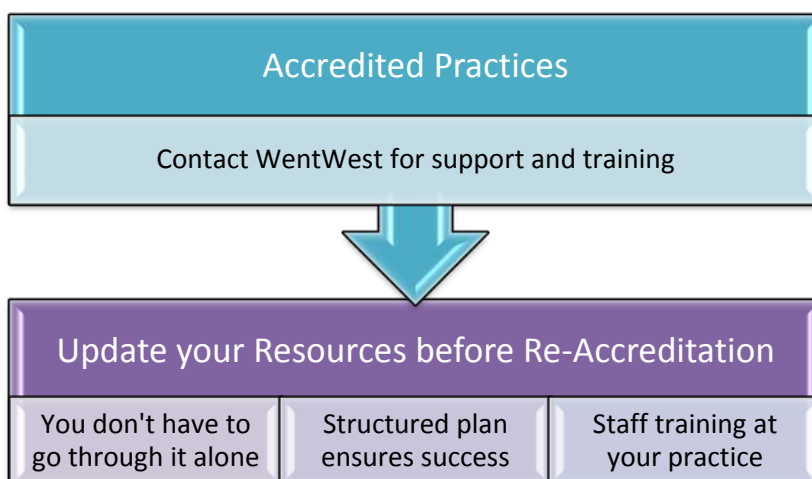 Accredited Practices
Contact WentWest for support and training
Update your Resources before Re-Accreditation
You don't have to
go through it alone
Structured plan
ensures success
Staff training at
your practice